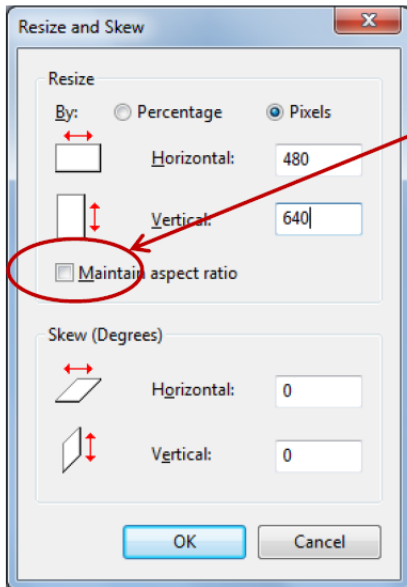 Resize and Skew
Resize
By: Percentage Pixels
Horizontal: 480
Vertical: 640
Maintain aspect ratio
Skew (Degrees)
Horizontal: 0
Vertical: 0
OK Cancel